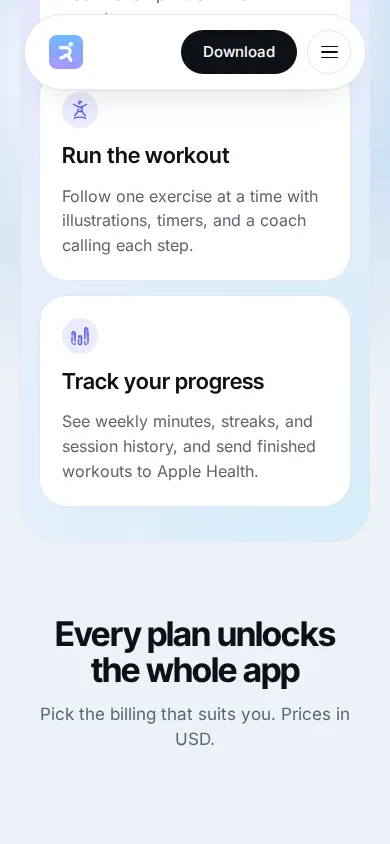 Download
Run the workout
Follow one exercise at a time with
illustrations, timers, and a coach
calling each step.
Track your progress
See weekly minutes, streaks, and
session history, and send finished
workouts to Apple Health.
Every plan unlocks
the whole app
Pick the billing that suits you. Prices in
USD.